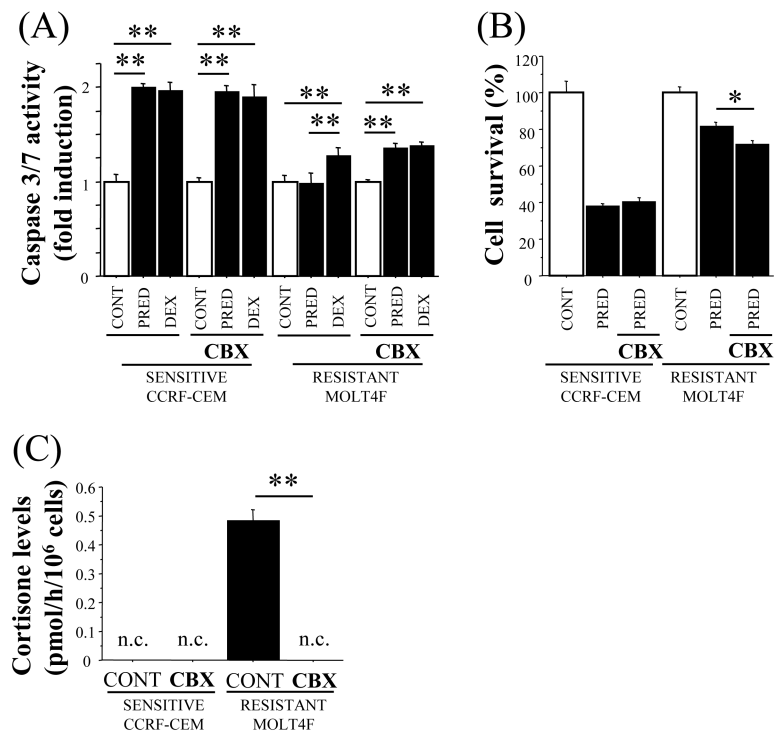 (A)
Caspase 3/7 activity
(fold induction)
2
1
0
** **
** **
** **
** **
CONT PRED DEX CONT PRED DEX CONT PRED DEX CONT PRED DEX
CBX CBX
SENSITIVE
CCRF-CEM
RESISTANT
MOLT4F
(B)
Cell survival (%)
120
100
80
60
40
20
0
*
CONT PRED PRED CONT PRED PRED
CBX CBX
SENSITIVE
CCRF-CEM
RESISTANT
MOLT4F
(C)
Cortisone levels
(pmol/h/10⁶ cells)
0.6
0.5
0.4
0.3
0.2
0.1
0
**
n.c. n.c. n.c.
CONT CBX CONT CBX
SENSITIVE
CCRF-CEM
RESISTANT
MOLT4F